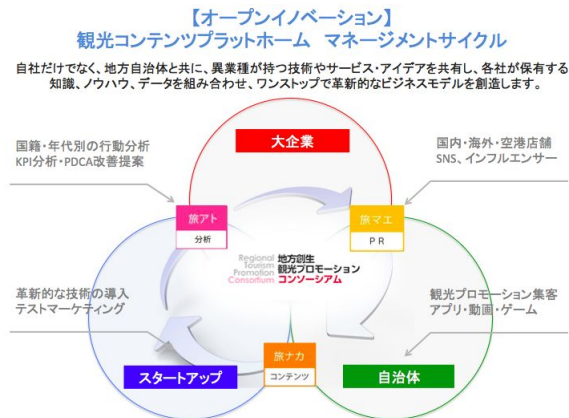 【オープンイノベーション】
観光コンテンツプラットホーム マネージメントサイクル
自社だけでなく、地方自治体と共に、異業種が持つ技術やサービス・アイデアを共有し、各社が保有する
知識、ノウハウ、データを組み合わせ、ワンストップで革新的なビジネスモデルを創造します。
大企業
国籍・年代別の行動分析
KPI分析・PDCA改善提案
国内・海外・空港店舗
SNS、インフルエンサー
旅アト
分析
旅マエ
PR
Regional
Tourism
Promotion
Consortium
地方創生
観光プロモーション
コンソーシアム
革新的な技術の導入
テストマーケティング
観光プロモーション集客
アプリ・動画・ゲーム
旅ナカ
コンテンツ
スタートアップ
自治体